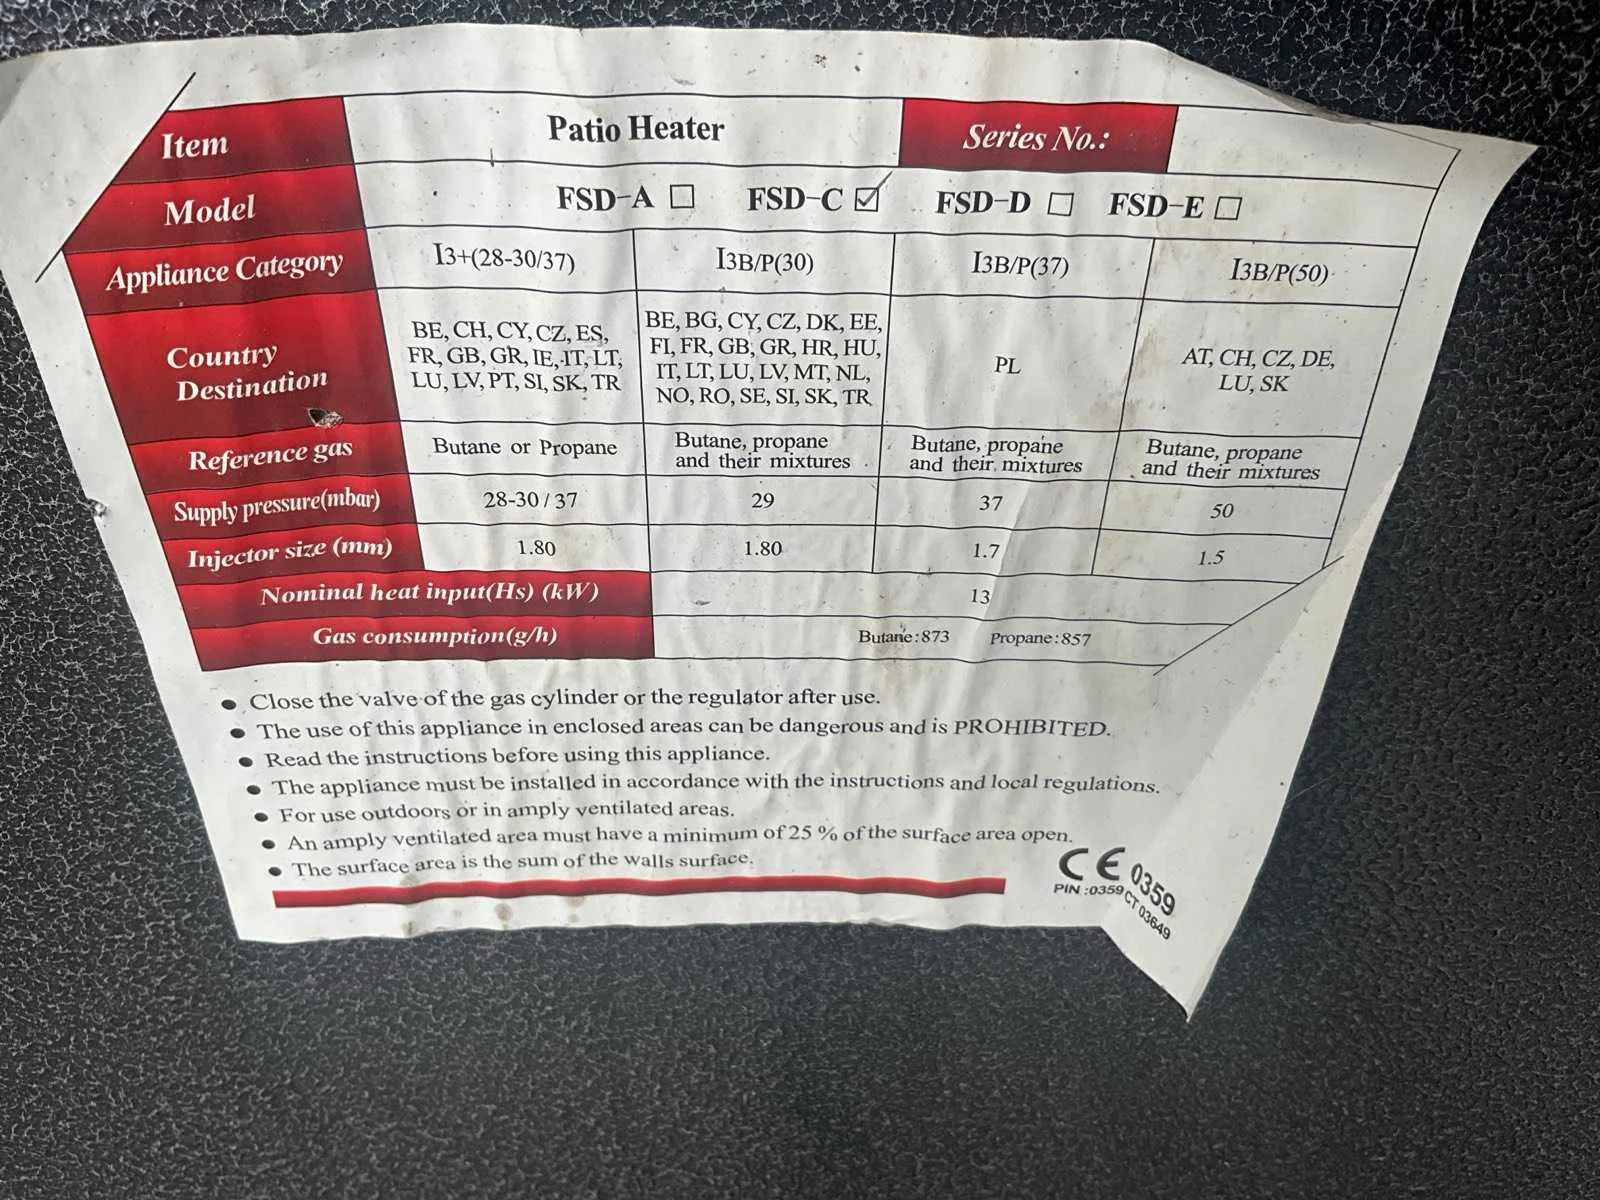 Item Patio Heater Series No.:
Model FSD-A ☐ FSD-C ☑ FSD-D ☐ FSD-E ☐
Appliance Category I3+(28-30/37) I3B/P(30) I3B/P(37) I3B/P(50)
Country Destination
BE, CH, CY, CZ, ES,
FR, GB, GR, IE, IT, LT,
LU, LV, PT, SI, SK, TR
BE, BG, CY, CZ, DK, EE,
FI, FR, GB, GR, HR, HU,
IT, LT, LU, LV, MT, NL,
NO, RO, SE, SI, SK, TR
PL
AT, CH, CZ, DE,
LU, SK
Reference gas
Butane or Propane
Butane, propane
and their mixtures
Butane, propane
and their mixtures
Butane, propane
and their mixtures
Supply pressure(mbar) 28-30 / 37 29 37 50
Injector size (mm) 1.80 1.80 1.7 1.5
Nominal heat input(Hs) (kW) 13
Gas consumption(g/h) Butane:873 Propane:857
● Close the valve of the gas cylinder or the regulator after use.
● The use of this appliance in enclosed areas can be dangerous and is PROHIBITED.
● Read the instructions before using this appliance.
● The appliance must be installed in accordance with the instructions and local regulations.
● For use outdoors or in amply ventilated areas.
● An amply ventilated area must have a minimum of 25 % of the surface area open.
● The surface area is the sum of the walls surface.
CE 0359
PIN :0359 CT 03649